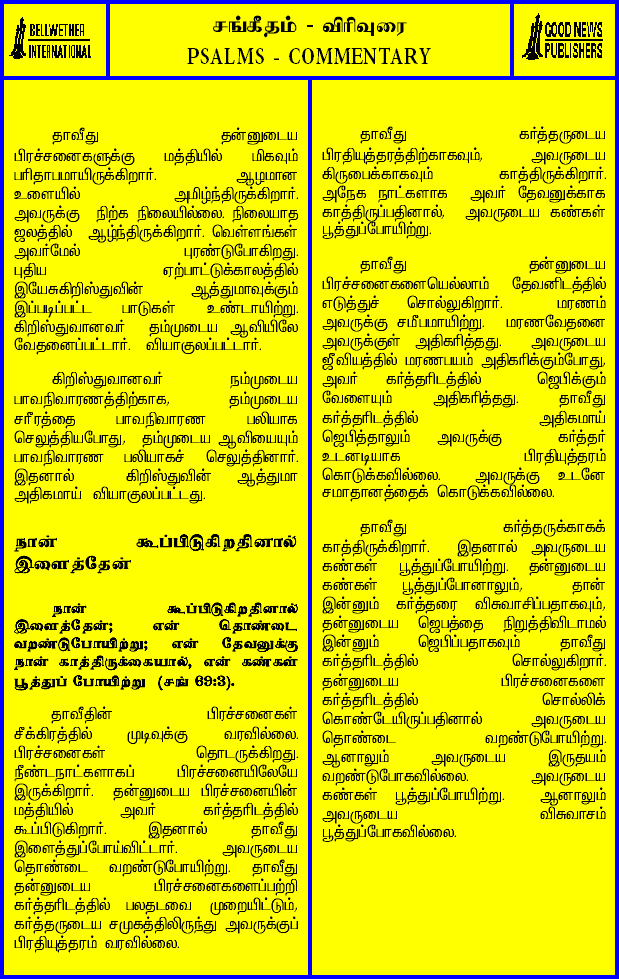 BELLWETHER
INTERNATIONAL
சங்கீதம் - விரிவுரை
PSALMS - COMMENTARY
GOOD NEWS
PUBLISHERS
தாவீது தன்னுடைய
பிரச்சனைகளுக்கு மத்தியில் மிகவும்
பரிதாபமாயிருக்கிறார். ஆழமான
உளையில் அமிழ்ந்திருக்கிறார்.
அவருக்கு நிற்க நிலையில்லை. நிலையாத
ஜலத்தில் ஆழ்ந்திருக்கிறார். வெள்ளங்கள்
அவர்மேல் புரண்டுபோகிறது.
புதிய ஏற்பாட்டுக்காலத்தில்
இயேசுகிறிஸ்துவின் ஆத்துமாவுக்கும்
இப்படிப்பட்ட பாடுகள் உண்டாயிற்று.
கிறிஸ்துவானவர் தம்முடைய ஆவியிலே
வேதனைப்பட்டார். வியாகுலப்பட்டார்.
கிறிஸ்துவானவர் நம்முடைய
பாவநிவாரணத்திற்காக, தம்முடைய
சரீரத்தை பாவநிவாரண பலியாக
செலுத்தியபோது, தம்முடைய ஆவியையும்
பாவநிவாரண பலியாகச் செலுத்தினார்.
இதனால் கிறிஸ்துவின் ஆத்துமா
அதிகமாய் வியாகுலப்பட்டது.
நான் கூப்பிடுகிறதினால்
இளைத்தேன்
நான் கூப்பிடுகிறதினால்
இளைத்தேன்; என் தொண்டை
வறண்டுபோயிற்று; என் தேவனுக்கு
நான் காத்திருக்கையால், என் கண்கள்
பூத்துப் போயிற்று (சங் 69:3).
தாவீதின் பிரச்சனைகள்
சீக்கிரத்தில் முடிவுக்கு வரவில்லை.
பிரச்சனைகள் தொடருக்கிறது.
நீண்டநாட்களாகப் பிரச்சனையிலேயே
இருக்கிறார். தன்னுடைய பிரச்சனையின்
மத்தியில் அவர் கர்த்தரிடத்தில்
கூப்பிடுகிறார். இதனால் தாவீது
இளைத்துப்போய்விட்டார். அவருடைய
தொண்டை வறண்டுபோயிற்று. தாவீது
தன்னுடைய பிரச்சனைகளைப்பற்றி
கர்த்தரிடத்தில் பலதடவை முறையிட்டும்,
கர்த்தருடைய சமுகத்திலிருந்து அவருக்குப்
பிரதியுத்தரம் வரவில்லை.
தாவீது கர்த்தருடைய
பிரதியுத்தரத்திற்காகவும், அவருடைய
கிருபைக்காகவும் காத்திருக்கிறார்.
அநேக நாட்களாக அவர் தேவனுக்காக
காத்திருப்பதினால், அவருடைய கண்கள்
பூத்துப்போயிற்று.
தாவீது தன்னுடைய
பிரச்சனைகளையெல்லாம் தேவனிடத்தில்
எடுத்துச் சொல்லுகிறார். மரணம்
அவருக்கு சமீபமாயிற்று. மரணவேதனை
அவருக்குள் அதிகரித்தது. அவருடைய
ஜீவியத்தில் மரணபயம் அதிகரிக்கும்போது,
அவர் கர்த்தரிடத்தில் ஜெபிக்கும்
வேளையும் அதிகரித்தது. தாவீது
கர்த்தரிடத்தில் அதிகமாய்
ஜெபித்தாலும் அவருக்கு கர்த்தர்
உடனடியாக பிரதியுத்தரம்
கொடுக்கவில்லை. அவருக்கு உடனே
சமாதானத்தைக் கொடுக்கவில்லை.
தாவீது கர்த்தருக்காகக்
காத்திருக்கிறார். இதனால் அவருடைய
கண்கள் பூத்துப்போயிற்று. தன்னுடைய
கண்கள் பூத்துப்போனாலும், தான்
இன்னும் கர்த்தரை விசுவாசிப்பதாகவும்,
தன்னுடைய ஜெபத்தை நிறுத்திவிடாமல்
இன்னும் ஜெபிப்பதாகவும் தாவீது
கர்த்தரிடத்தில் சொல்லுகிறார்.
தன்னுடைய பிரச்சனைகளை
கர்த்தரிடத்தில் சொல்லிக்
கொண்டேயிருப்பதினால் அவருடைய
தொண்டை வறண்டுபோயிற்று.
ஆனாலும் அவருடைய இருதயம்
வறண்டுபோகவில்லை. அவருடைய
கண்கள் பூத்துப்போயிற்று. ஆனாலும்
அவருடைய விசுவாசம்
பூத்துப்போகவில்லை.